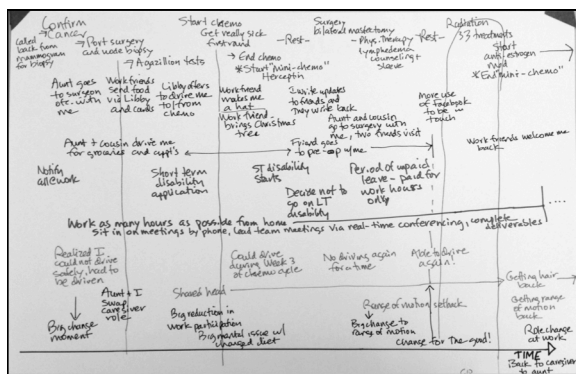 Confirm
Cancer
Called
back from
mammogram
for biopsy
Port surgery
and node biopsy
A gazillion tests
Start chemo
Get really sick
first round
-Rest-
End chemo
*Start "mini-chemo"
Herceptin
Surgery
bilateral mastectomy
Phys. Therapy
lymphedema
counseling +
sleeve
-Rest-
Radiation
33 treatments
Start
anti estrogen
med
*End "mini-chemo"
Aunt goes
to surgeon
ofc. with
me
Work friends
send food
via Libby
and cards
Libby offers
to drive me
to/from
chemo
Work friend
makes me
a hat
Work friend
brings Christmas
tree
I write updates
to friends and
they write back
Aunt and cousin
go to surgery with
me, two friends visit
More use
of Facebook
to be in
touch
Aunt + cousin drive me
for groceries and appt's
Friend goes
to pre-op w/me
Work friends welcome me
back
Notify
all @ work
Short term
disability
application
ST disability
starts
Decide not to
go on LT
disability
Period of unpaid
leave - paid for
work hours
only
Work as many hours as possible from home
Sit in on meetings by phone, lead team meetings via real-time conferencing, complete
deliverables
Realized I
could not drive
safely, had to
be driven
Could drive
during Week 3
of chemo cycle
No driving again
for a time
Able to drive
again!
Big change
moment
Aunt + I
swap
caregiver
role
Shaved head
Big reduction in
work participation
Big mental issue w/
changed diet
Range of motion setback
Big change to
range of motion
Change for the good!
Getting hair
back
Getting range
of motion
back
Role change
at work
TIME
Back to caregiver
to aunt